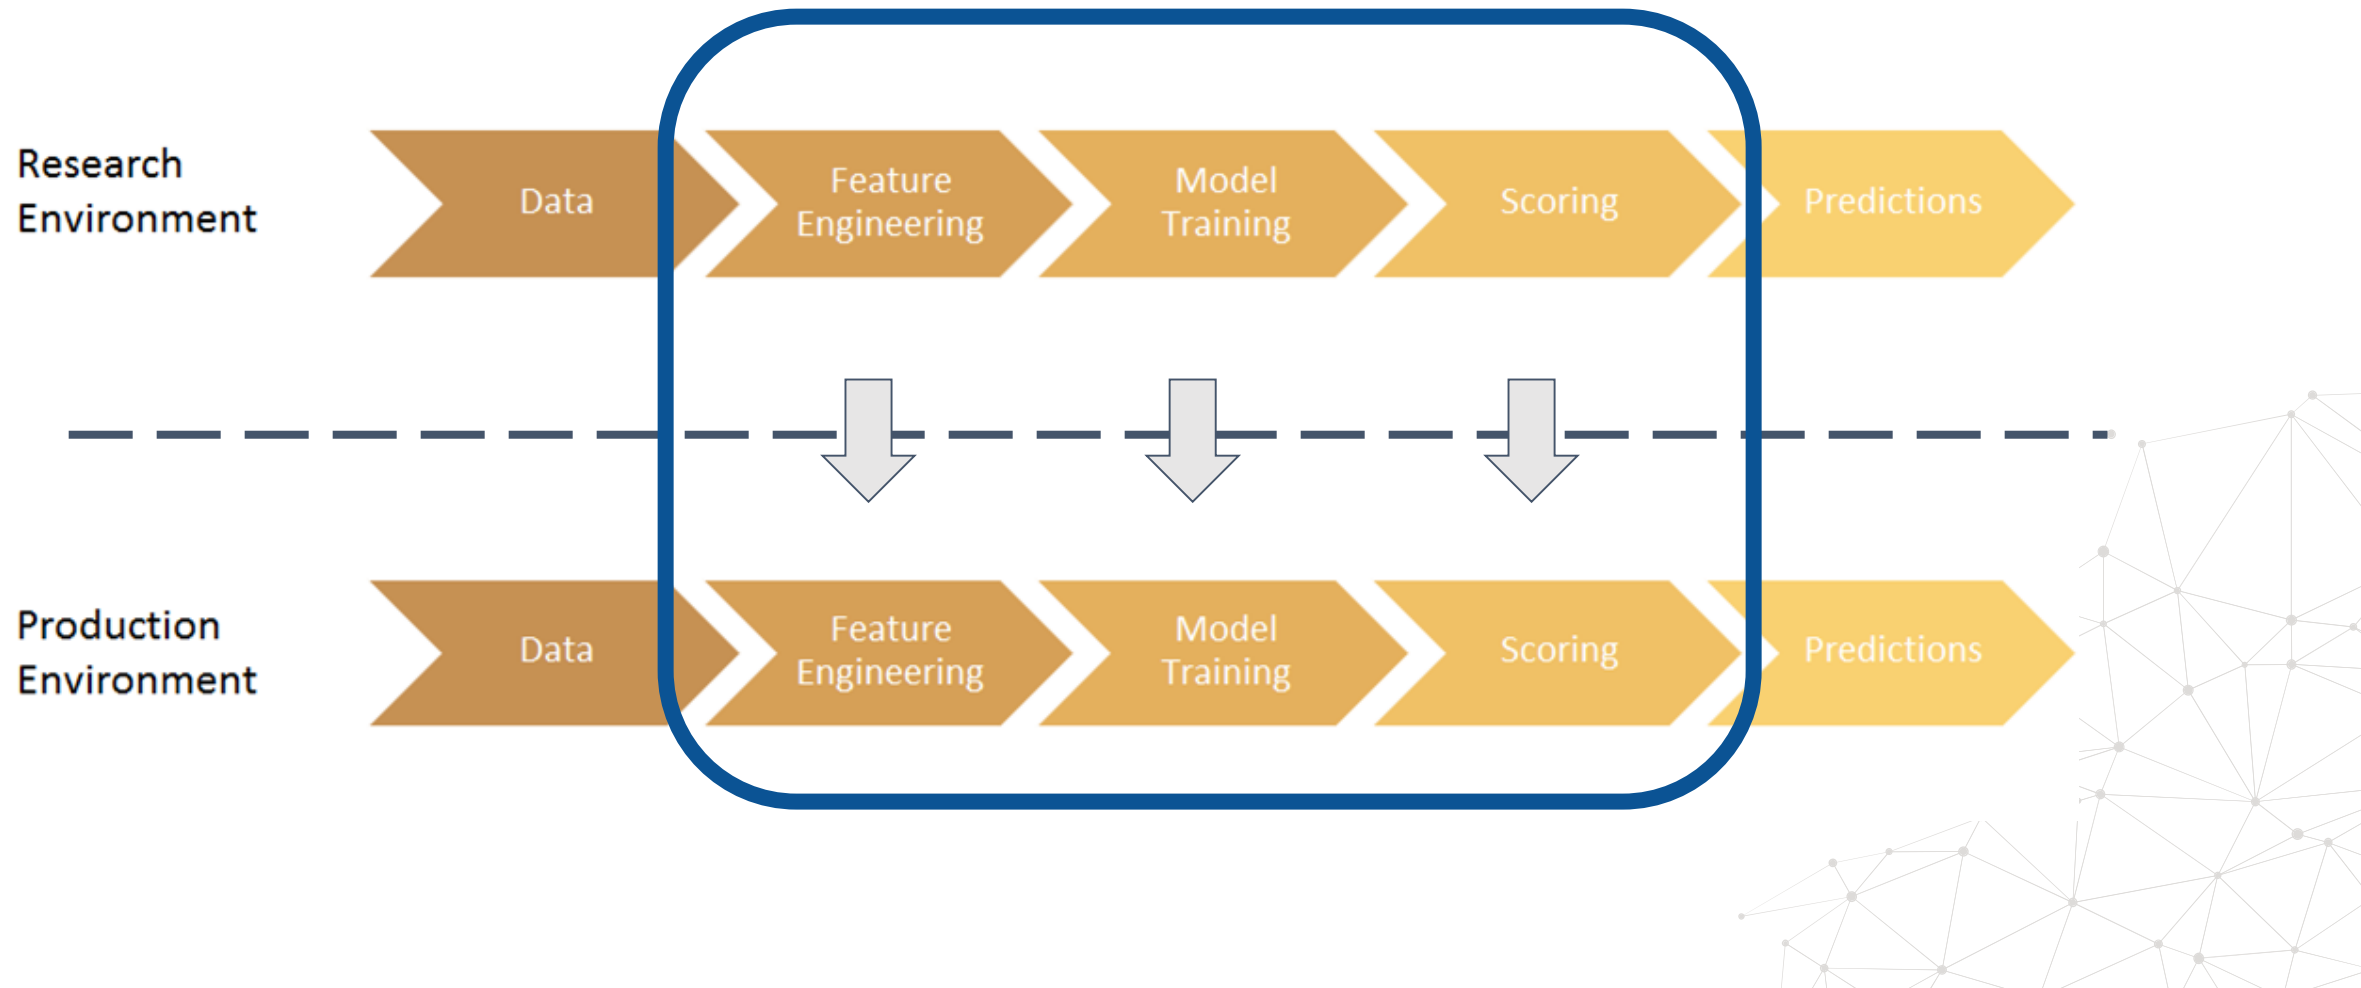 Research
Environment
Data
Feature
Engineering
Model
Training
Scoring
Predictions
Production
Environment
Data
Feature
Engineering
Model
Training
Scoring
Predictions